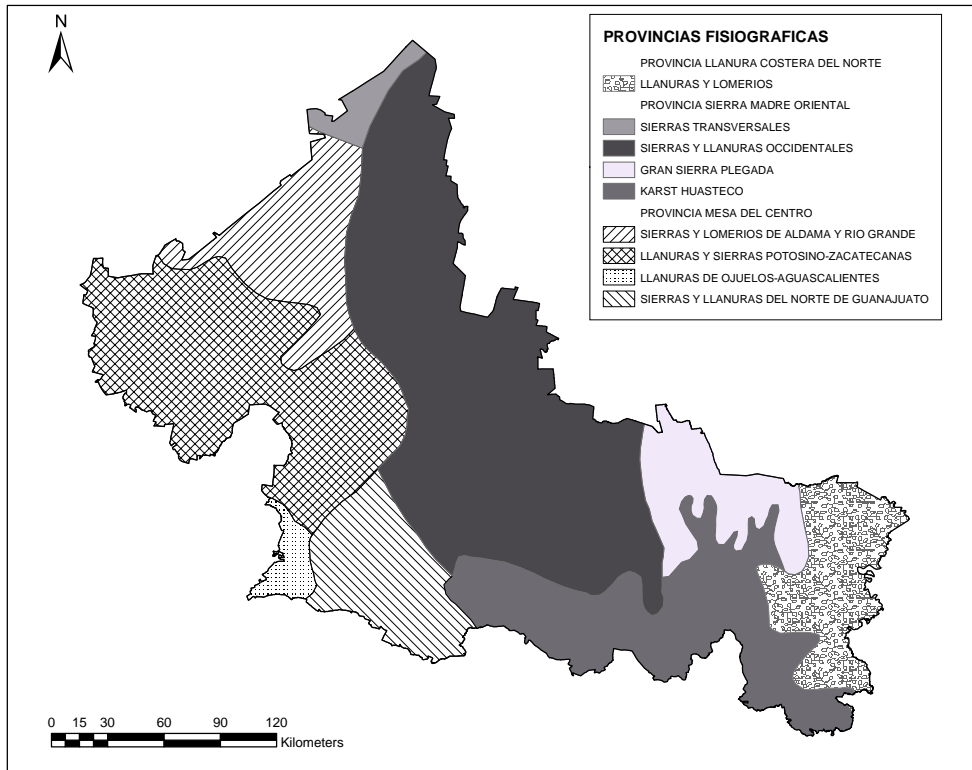 N
PROVINCIAS FISIOGRAFICAS
PROVINCIA LLANURA COSTERA DEL NORTE
LLANURAS Y LOMERIOS
PROVINCIA SIERRA MADRE ORIENTAL
SIERRAS TRANSVERSALES
SIERRAS Y LLANURAS OCCIDENTALES
GRAN SIERRA PLEGADA
KARST HUASTECO
PROVINCIA MESA DEL CENTRO
SIERRAS Y LOMERIOS DE ALDAMA Y RIO GRANDE
LLANURAS Y SIERRAS POTOSINO-ZACATECANAS
LLANURAS DE OJUELOS-AGUASCALIENTES
SIERRAS Y LLANURAS DEL NORTE DE GUANAJUATO
0 15 30 60 90 120
Kilometers